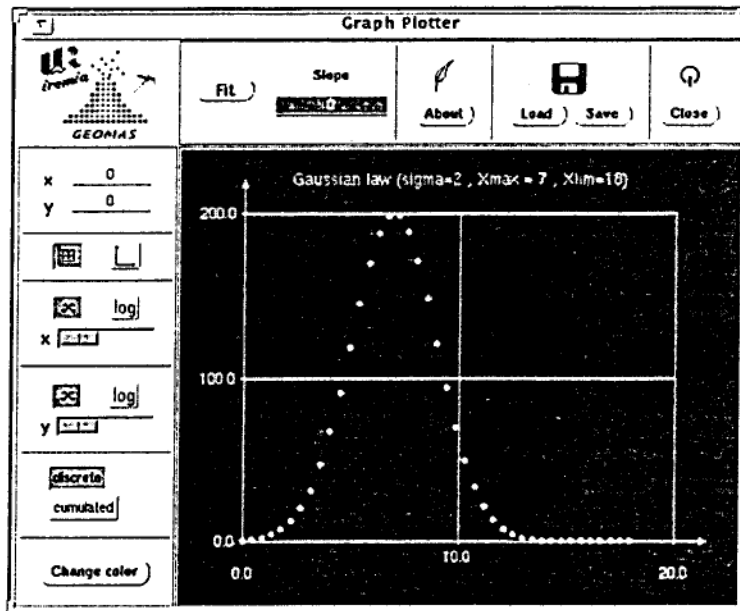 Graph Plotter
iremia
GEOMAS
Fit
Slope
About
Load
Save
Close
x 0
y 0
x log
x
x log
y
discrete
cumulated
Change color
Gaussian law (sigma=2 , Xmax = 7 , Xlim=18)
200.0
100.0
0.0
0.0
10.0
20.0